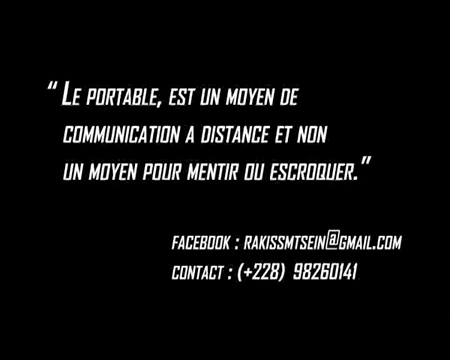 “ Le portable, est un moyen de
communication a distance et non
un moyen pour mentir ou escroquer.”
facebook : rakissmtsein@gmail.com
contact : (+228) 98260141